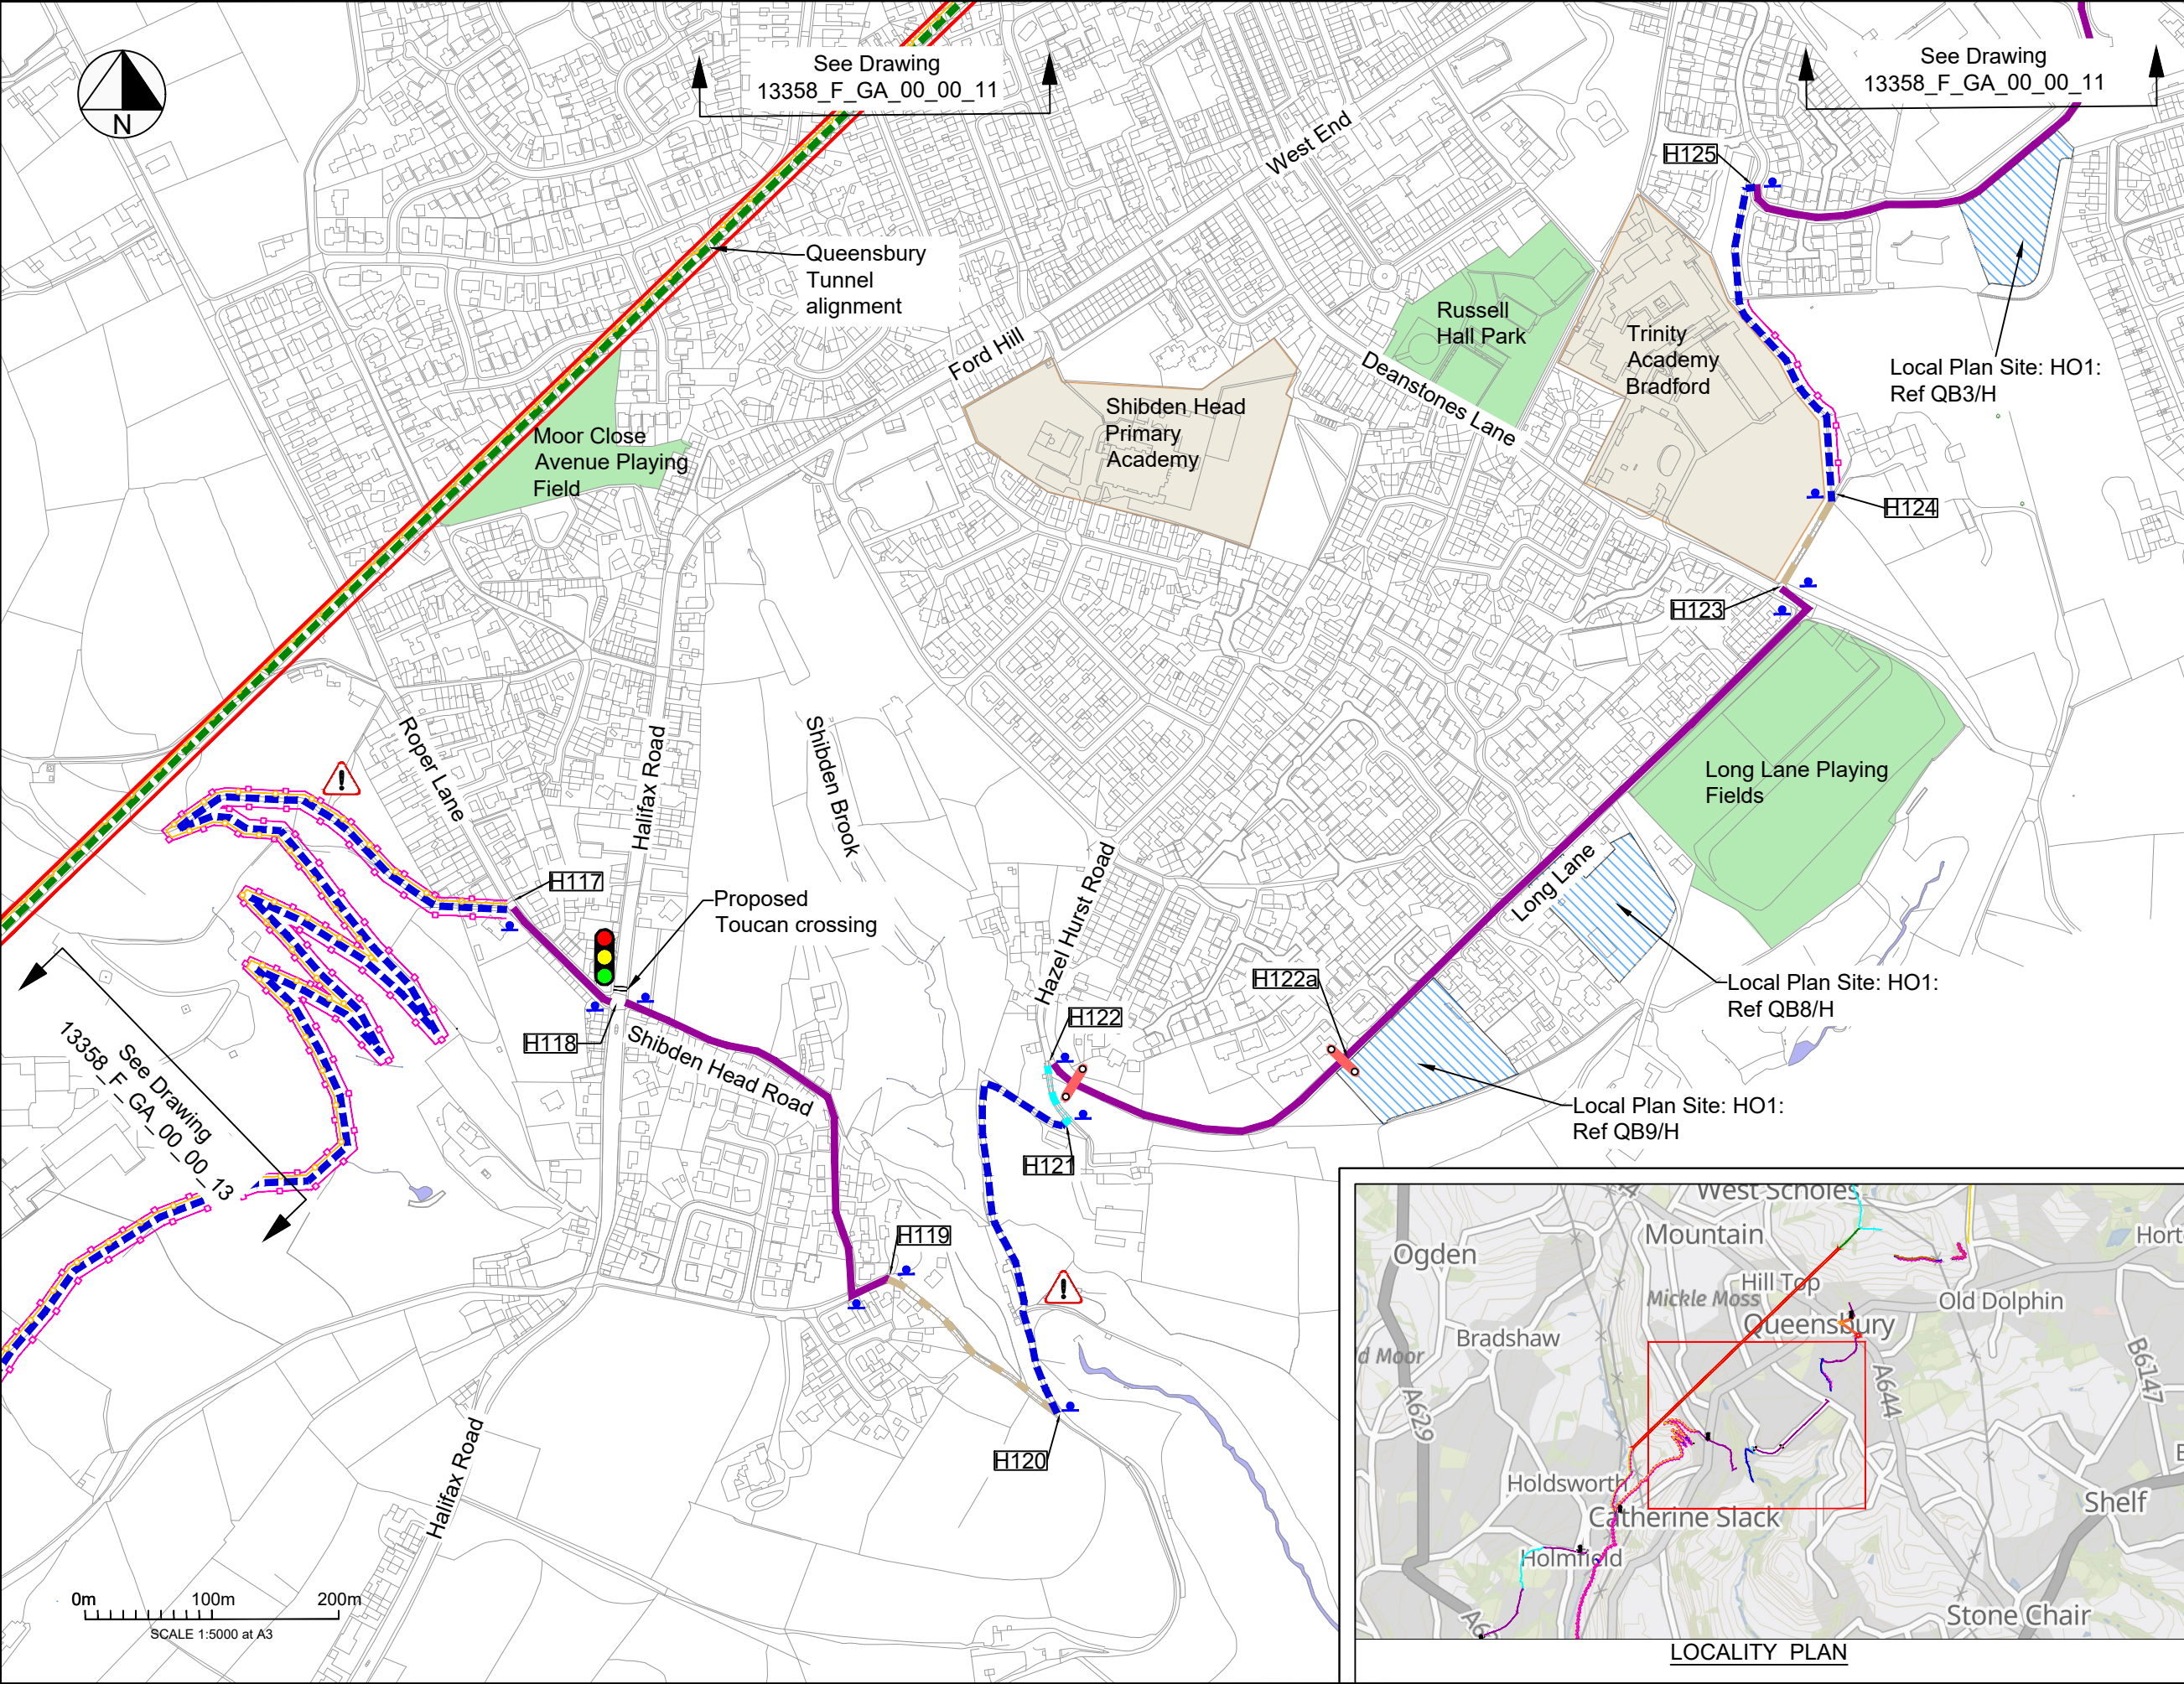 N
See Drawing
13358_F_GA_00_00_11
See Drawing
13358_F_GA_00_00_11
West End
H125
Queensbury
Tunnel
alignment
Ford Hill
Russell
Hall Park
Trinity
Academy
Bradford
Local Plan Site: HO1:
Ref QB3/H
Deanstones Lane
Shibden Head
Primary
Academy
Moor Close
Avenue Playing
Field
H124
H123
Roper Lane
Halifax Road
Shibden Brook
Long Lane Playing
Fields
Hazel Hurst Road
Long Lane
H117
Proposed
Toucan crossing
H122a
Local Plan Site: HO1:
Ref QB8/H
H122
H118
Shibden Head Road
See Drawing
13358_F_GA_00_00_13
Local Plan Site: HO1:
Ref QB9/H
H121
H119
H120
Halifax Road
0m 100m 200m
SCALE 1:5000 at A3
West Scholes
Mountain
Ogden
Hort
Hill Top
Mickle Moss
Old Dolphin
Queensbury
Bradshaw
d Moor
A629
A644
B6147
Holdsworth
Catherine Slack
Shelf
Holmfield
Stone Chair
LOCALITY PLAN